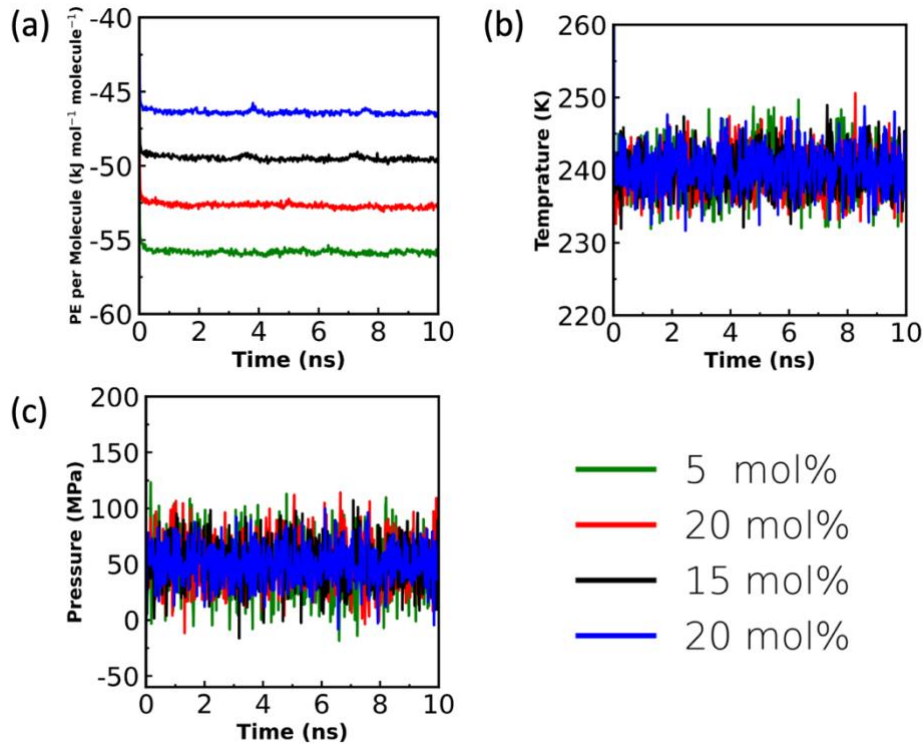 (a)
PE per Molecule (kJ mol⁻¹ molecule⁻¹)
-40
-45
-50
-55
-60
0 2 4 6 8 10
Time (ns)
(b)
Temprature (K)
260
250
240
230
220
0 2 4 6 8 10
Time (ns)
(c)
Pressure (MPa)
200
150
100
50
0
-50
0 2 4 6 8 10
Time (ns)
5 mol%
20 mol%
15 mol%
20 mol%